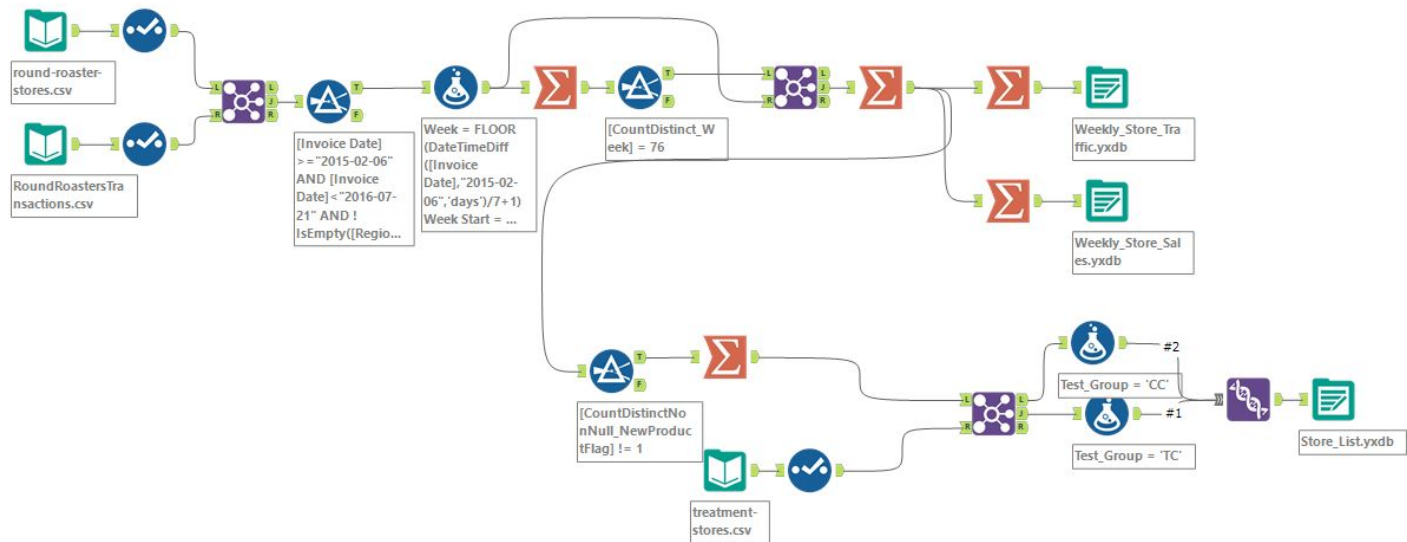 round-roaster-
stores.csv
L
R
L
J
R
RoundRoastersTra
nsactions.csv
T
F
[Invoice Date]
>="2015-02-06"
AND [Invoice
Date]<"2016-07-
21" AND !
IsEmpty([Regio...
Week = FLOOR
(DateTimeDiff
([Invoice
Date],"2015-02-
06",'days')/7+1)
Week Start = ...
Σ
T
F
[CountDistinct_W
eek] = 76
L
R
L
J
R
Σ
Σ
Weekly_Store_Tra
ffic.yxdb
Σ
Weekly_Store_Sal
es.yxdb
T
F
[CountDistinctNo
nNull_NewProduc
tFlag] != 1
Σ
treatment-
stores.csv
L
R
L
J
R
#2
Test_Group = 'CC'
#1
Test_Group = 'TC'
Store_List.yxdb